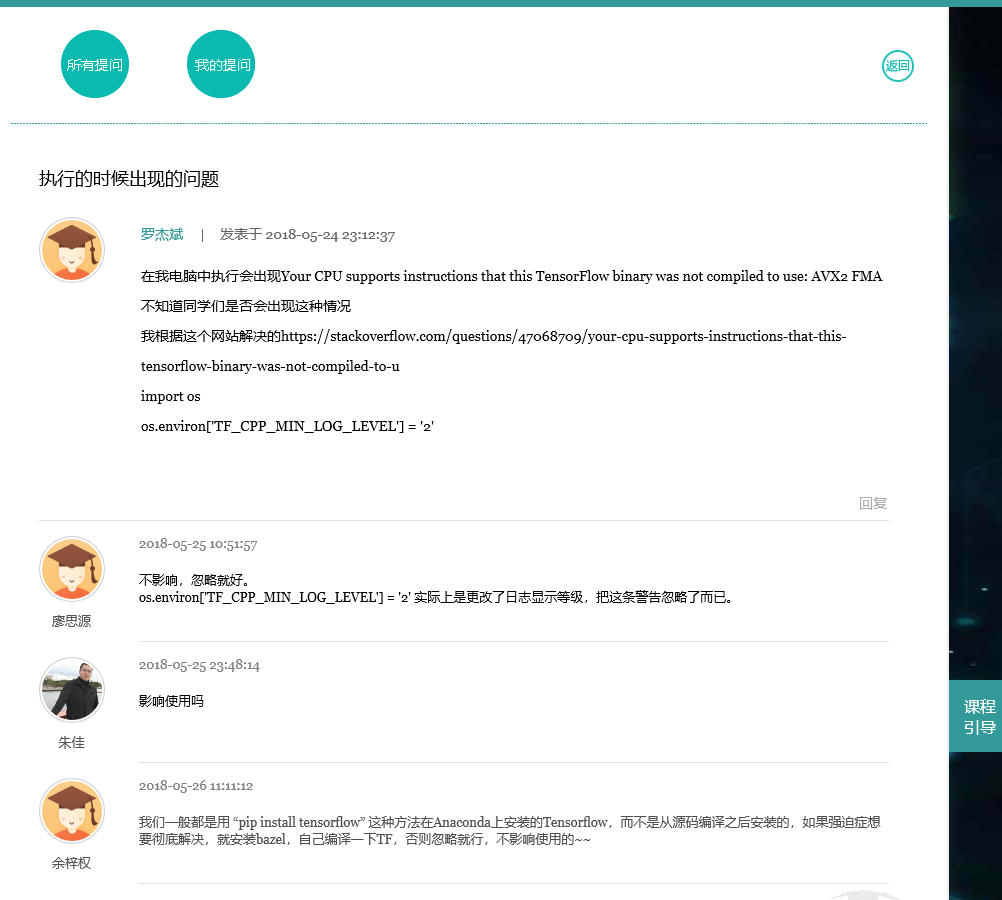 所有提问
我的提问
返回
执行的时候出现的问题
罗杰斌 | 发表于 2018-05-24 23:12:37
在我电脑中执行会出现Your CPU supports instructions that this TensorFlow binary was not compiled to use: AVX2 FMA
不知道同学们是否会出现这种情况
我根据这个网站解决的https://stackoverflow.com/questions/47068709/your-cpu-supports-instructions-that-this-
tensorflow-binary-was-not-compiled-to-u
import os
os.environ['TF_CPP_MIN_LOG_LEVEL'] = '2'
回复
2018-05-25 10:51:57
不影响，忽略就好。
os.environ['TF_CPP_MIN_LOG_LEVEL'] = '2' 实际上是更改了日志显示等级，把这条警告忽略了而已。
廖思源
2018-05-25 23:48:14
影响使用吗
朱佳
课程
引导
2018-05-26 11:11:12
我们一般都是用 “pip install tensorflow” 这种方法在Anaconda上安装的Tensorflow，而不是从源码编译之后安装的，如果强迫症想
要彻底解决，就安装bazel，自己编译一下TF，否则忽略就行，不影响使用的~~
余梓权